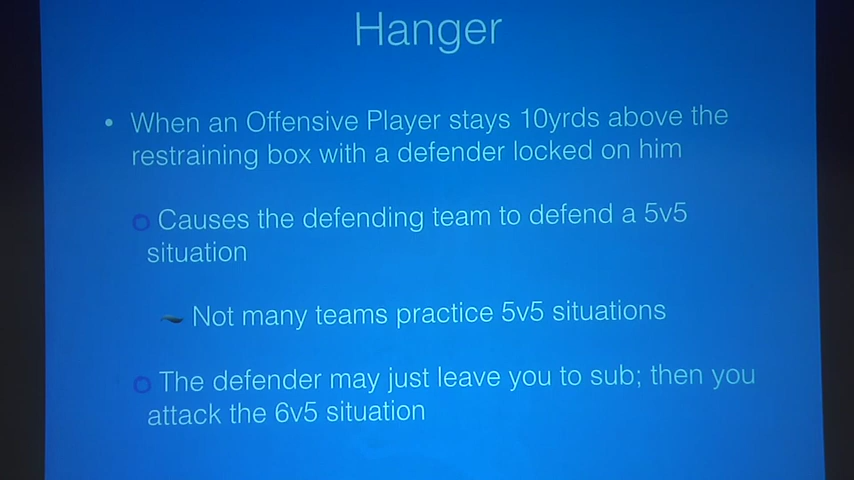 Hanger
• When an Offensive Player stays 10yrds above the
restraining box with a defender locked on him
Causes the defending team to defend a 5v5
situation
Not many teams practice 5v5 situations
The defender may just leave you to sub; then you
attack the 6v5 situation